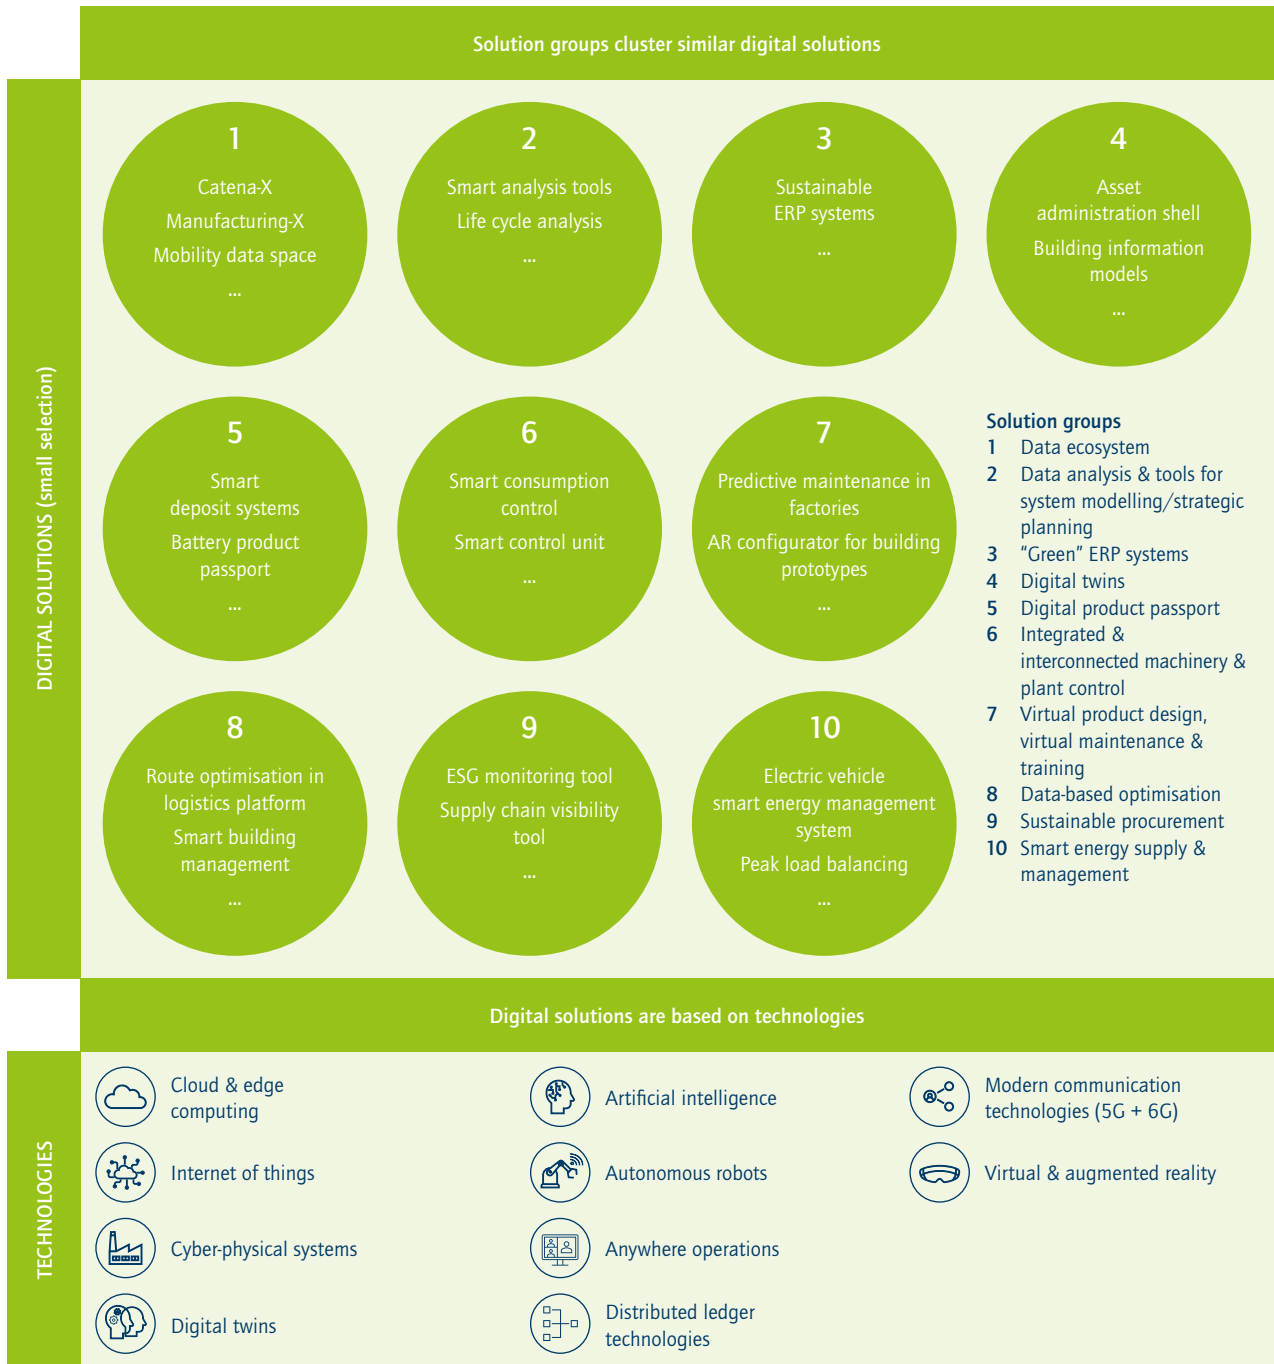 Solution groups cluster similar digital solutions
DIGITAL SOLUTIONS (small selection)
1
Catena-X
Manufacturing-X
Mobility data space
...
2
Smart analysis tools
Life cycle analysis
...
3
Sustainable
ERP systems
...
4
Asset
administration shell
Building information
models
...
5
Smart
deposit systems
Battery product
passport
...
6
Smart consumption
control
Smart control unit
...
7
Predictive maintenance in
factories
AR configurator for building
prototypes
...
8
Route optimisation in
logistics platform
Smart building
management
...
9
ESG monitoring tool
Supply chain visibility
tool
...
10
Electric vehicle
smart energy management
system
Peak load balancing
...
Solution groups
1 Data ecosystem
2 Data analysis & tools for
system modelling/strategic
planning
3 "Green" ERP systems
4 Digital twins
5 Digital product passport
6 Integrated &
interconnected machinery &
plant control
7 Virtual product design,
virtual maintenance &
training
8 Data-based optimisation
9 Sustainable procurement
10 Smart energy supply &
management
Digital solutions are based on technologies
TECHNOLOGIES
Cloud & edge
computing
Internet of things
Cyber-physical systems
Digital twins
Artificial intelligence
Autonomous robots
Anywhere operations
Distributed ledger
technologies
Modern communication
technologies (5G + 6G)
Virtual & augmented reality